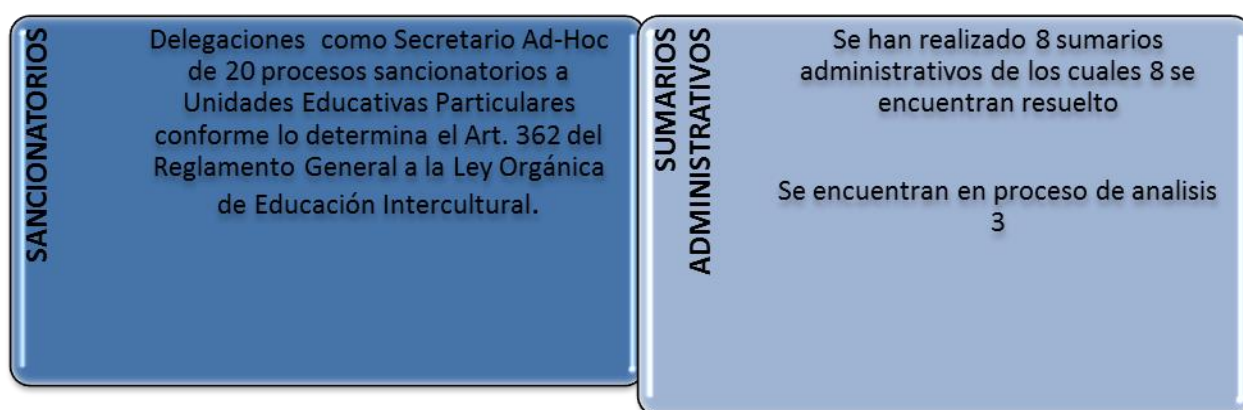 SANCIONATORIOS
Delegaciones como Secretario Ad-Hoc
de 20 procesos sancionatorios a
Unidades Educativas Particulares
conforme lo determina el Art. 362 del
Reglamento General a la Ley Orgánica
de Educación Intercultural.
SUMARIOS
ADMINISTRATIVOS
Se han realizado 8 sumarios
administrativos de los cuales 8 se
encuentran resuelto
Se encuentran en proceso de analisis
3